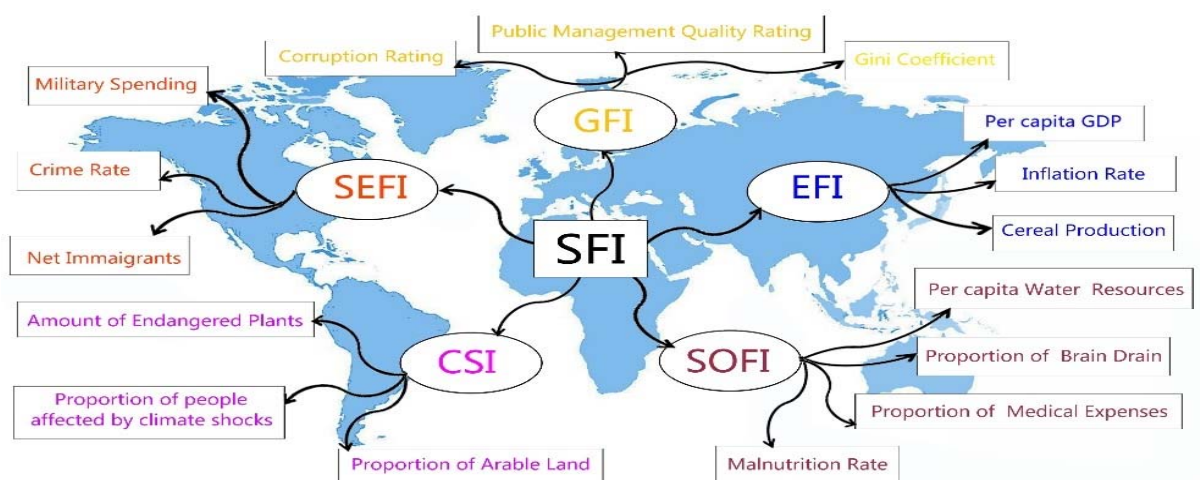 Public Management Quality Rating
Corruption Rating
Gini Coefficient
Military Spending
GFI
Per capita GDP
Crime Rate
SEFI
EFI
Inflation Rate
Cereal Production
Net Immaigrants
SFI
Per capita Water Resources
Amount of Endangered Plants
CSI
SOFI
Proportion of Brain Drain
Proportion of people
affected by climate shocks
Proportion of Medical Expenses
Proportion of Arable Land
Malnutrition Rate